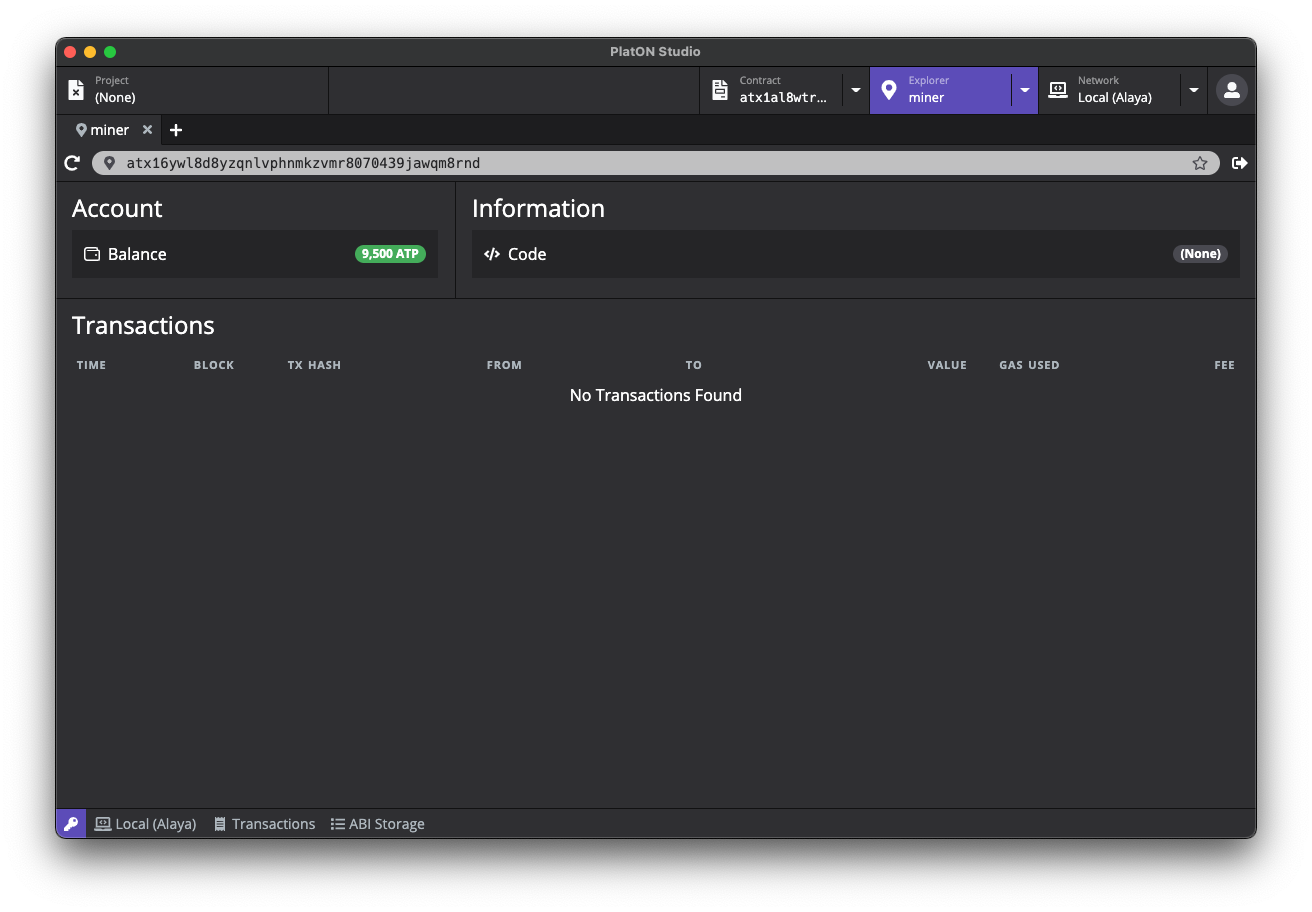 PlatON Studio
Project
(None)
Contract
atx1al8wtr...
Explorer
miner
Network
Local (Alaya)
miner
atx16ywl8d8yzqnlvphnmkzvmr8070439jawqm8rnd
Account
Balance
9,500 ATP
Information
Code
(None)
Transactions
TIME BLOCK TX HASH FROM TO VALUE GAS USED FEE
No Transactions Found
Local (Alaya) Transactions ABI Storage